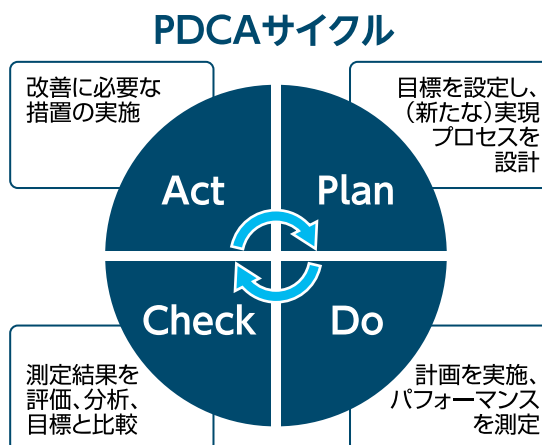 PDCAサイクル
改善に必要な
措置の実施
目標を設定し、
(新たな)実現
プロセスを
設計
Act
Plan
Check
Do
測定結果を
評価、分析、
目標と比較
計画を実施、
パフォーマンス
を測定